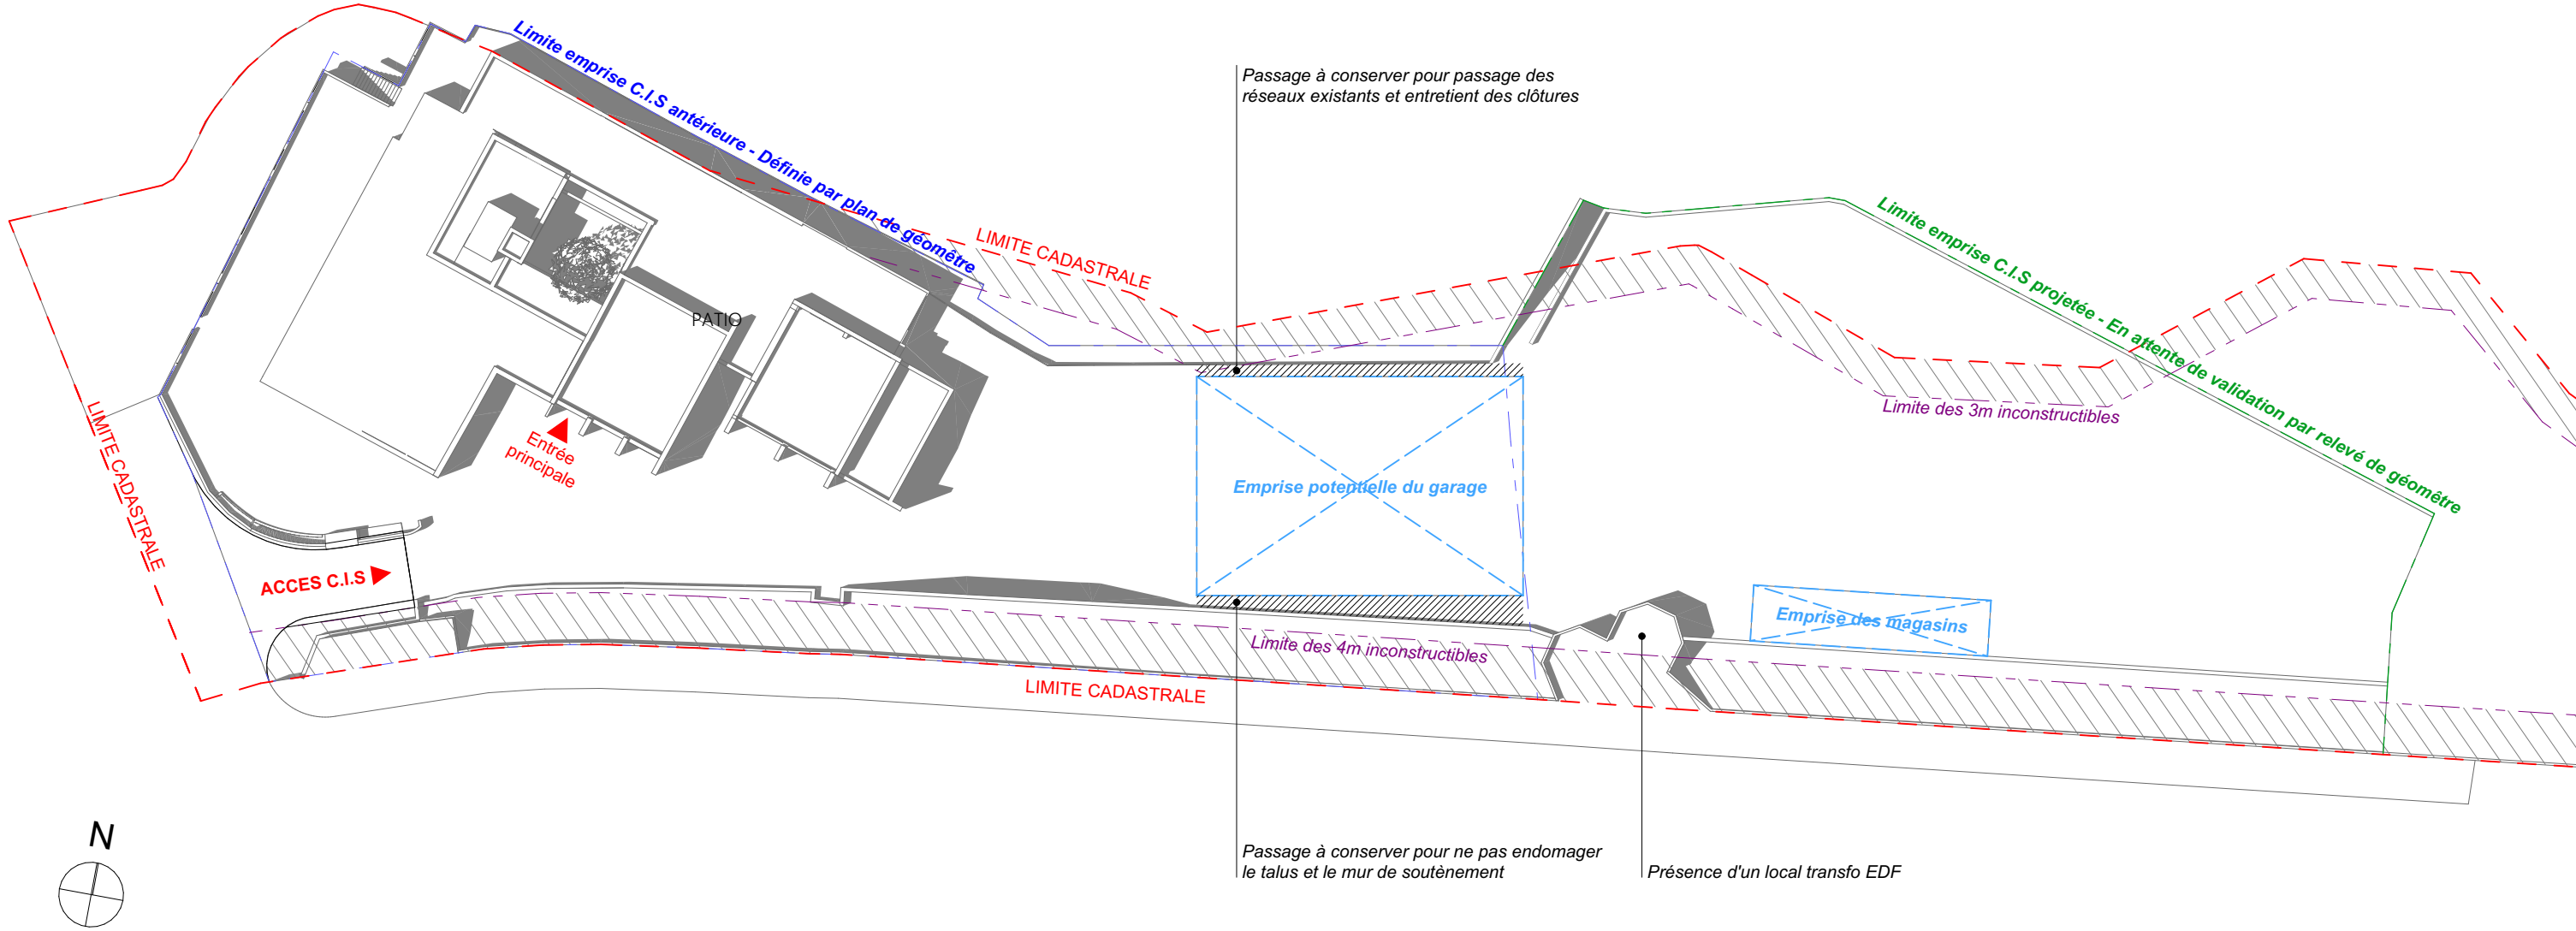 Limite emprise C.I.S antérieure - Définie par plan de géomêtre
Passage à conserver pour passage des
réseaux existants et entretient des clôtures
LIMITE CADASTRALE
Limite emprise C.I.S projetée - En attente de validation par relevé de géomêtre
PATIO
LIMITE CADASTRALE
Entrée
principale
Limite des 3m inconstructibles
Emprise potentielle du garage
ACCES C.I.S
Emprise des magasins
Limite des 4m inconstructibles
LIMITE CADASTRALE
N
Passage à conserver pour ne pas endomager
le talus et le mur de soutènement
Présence d'un local transfo EDF